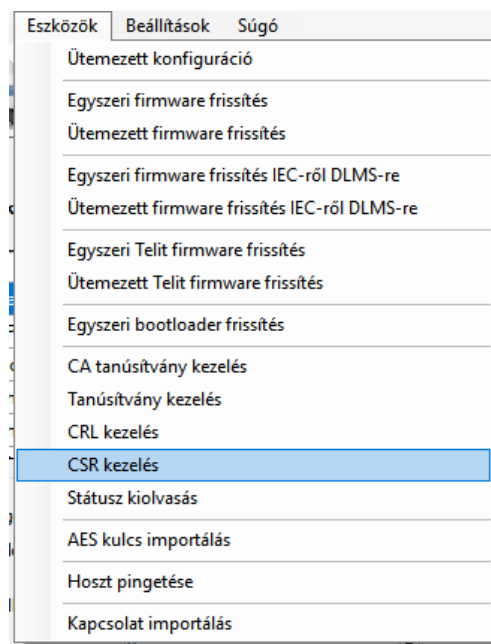 Eszközök Beállítások Súgó
Ütemezett konfiguráció
Egyszeri firmware frissítés
Ütemezett firmware frissítés
Egyszeri firmware frissítés IEC-ről DLMS-re
Ütemezett firmware frissítés IEC-ről DLMS-re
Egyszeri Telit firmware frissítés
Ütemezett Telit firmware frissítés
Egyszeri bootloader frissítés
CA tanúsítvány kezelés
Tanúsítvány kezelés
CRL kezelés
CSR kezelés
Státusz kiolvasás
AES kulcs importálás
Hoszt pingetése
Kapcsolat importálás